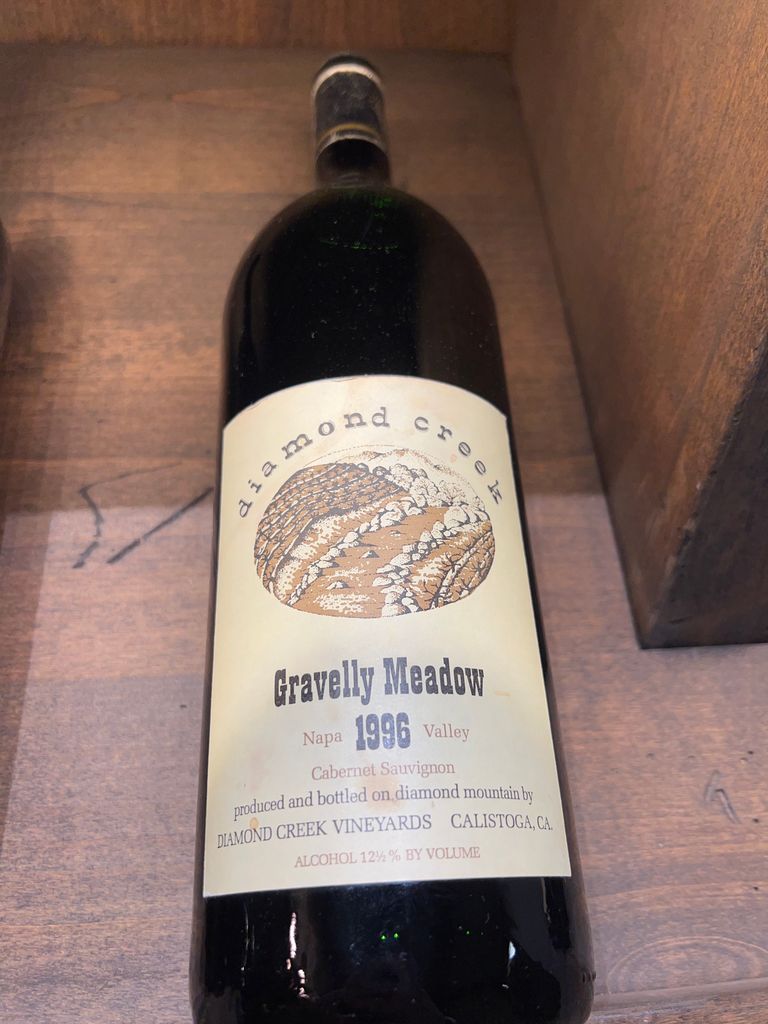 diamond creek
Gravelly Meadow
Napa 1996 Valley
Cabernet Sauvignon
produced and bottled on diamond mountain by
DIAMOND CREEK VINEYARDS CALISTOGA, CA.
ALCOHOL 12½% BY VOLUME